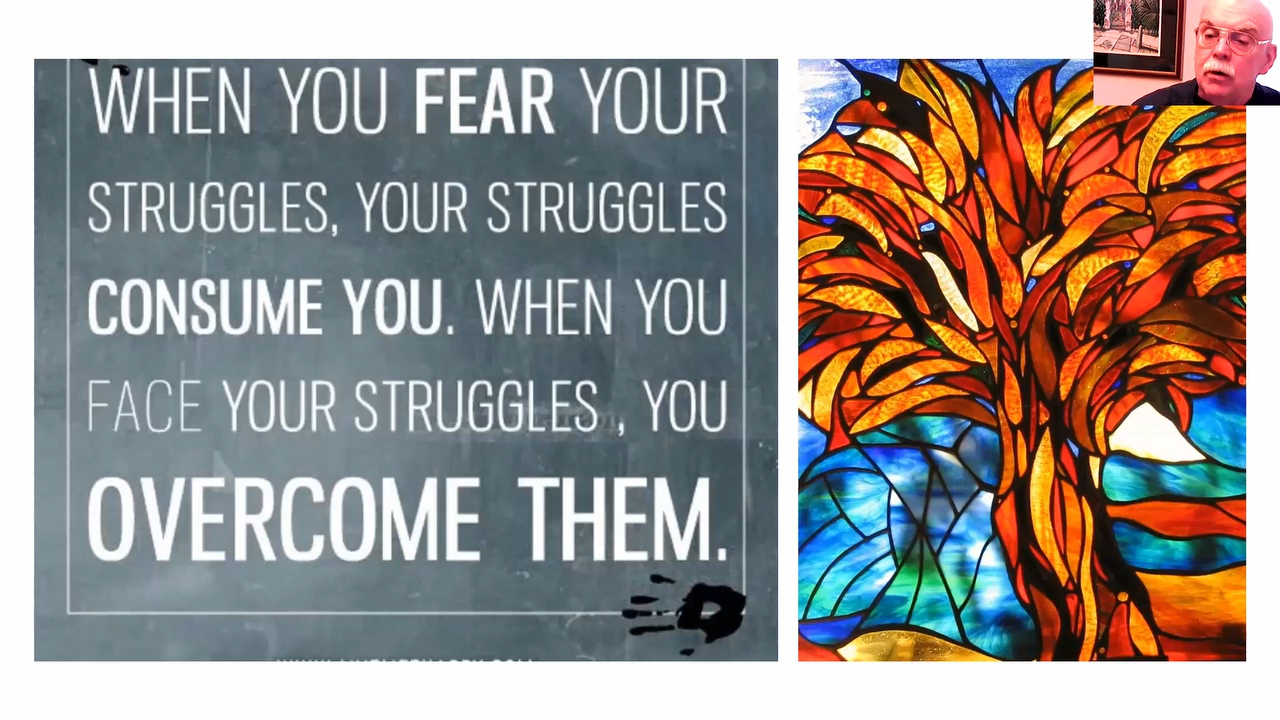 WHEN YOU FEAR YOUR
STRUGGLES, YOUR STRUGGLES
CONSUME YOU. WHEN YOU
FACE YOUR STRUGGLES , YOU
OVERCOME THEM.